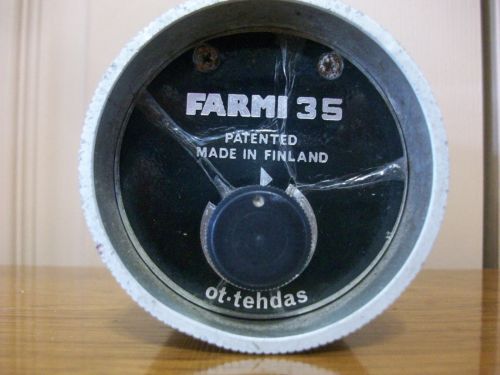 FARMI 35
PATENTED
MADE IN FINLAND
ot-tehdas